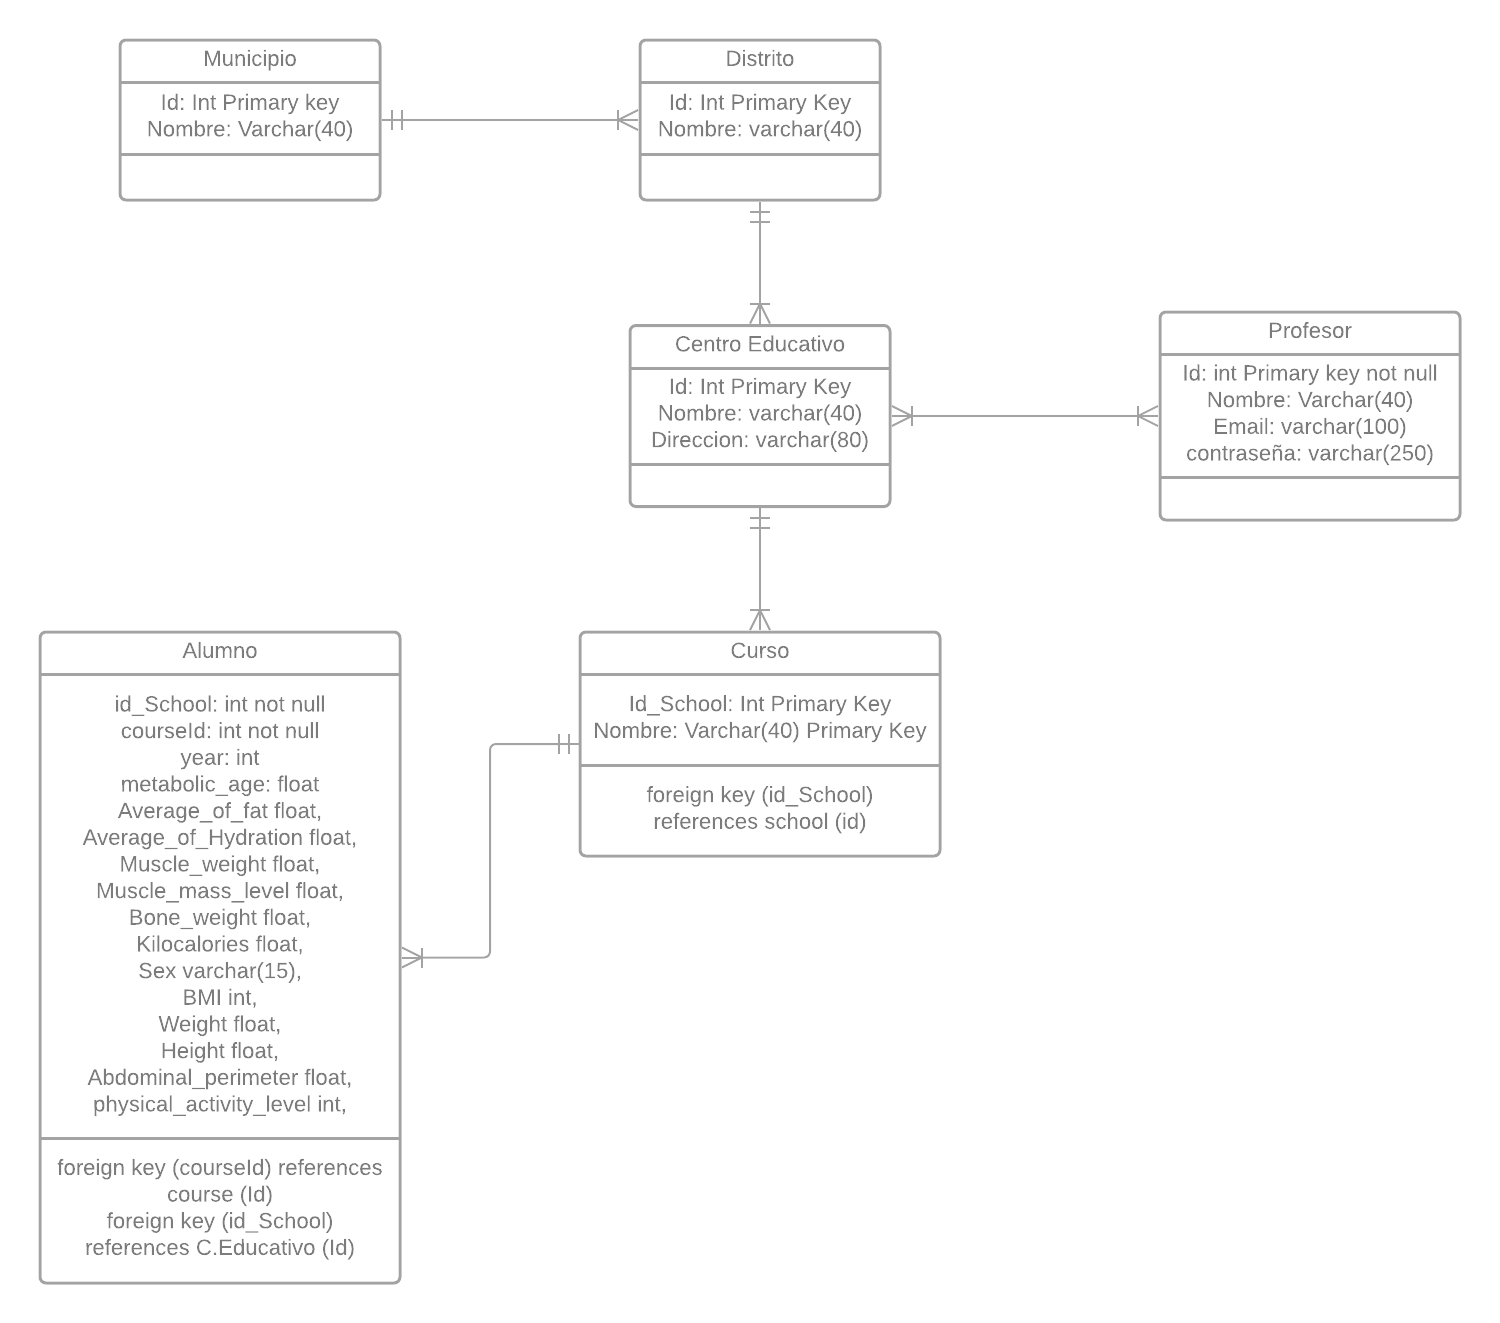 Municipio
Id: Int Primary key
Nombre: Varchar(40)
Distrito
Id: Int Primary Key
Nombre: varchar(40)
Centro Educativo
Id: Int Primary Key
Nombre: varchar(40)
Direccion: varchar(80)
Profesor
Id: int Primary key not null
Nombre: Varchar(40)
Email: varchar(100)
contraseña: varchar(250)
Alumno
id_School: int not null
courseId: int not null
year: int
metabolic_age: float
Average_of_fat float,
Average_of_Hydration float,
Muscle_weight float,
Muscle_mass_level float,
Bone_weight float,
Kilocalories float,
Sex varchar(15),
BMI int,
Weight float,
Height float,
Abdominal_perimeter float,
physical_activity_level int,
foreign key (courseId) references
course (Id)
foreign key (id_School)
references C.Educativo (Id)
Curso
Id_School: Int Primary Key
Nombre: Varchar(40) Primary Key
foreign key (id_School)
references school (id)